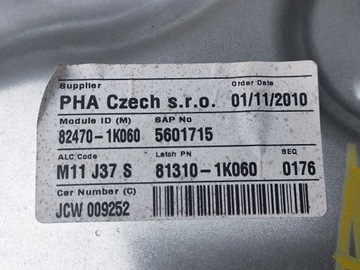 Supplier Order Date
PHA Czech s.r.o. 01/11/2010
Module ID (M) SAP No
82470-1K060 5601715
ALC Code Latch PN SEQ
M11 J37 S 81310-1K060 0176
Car Number (C)
JCW 009252